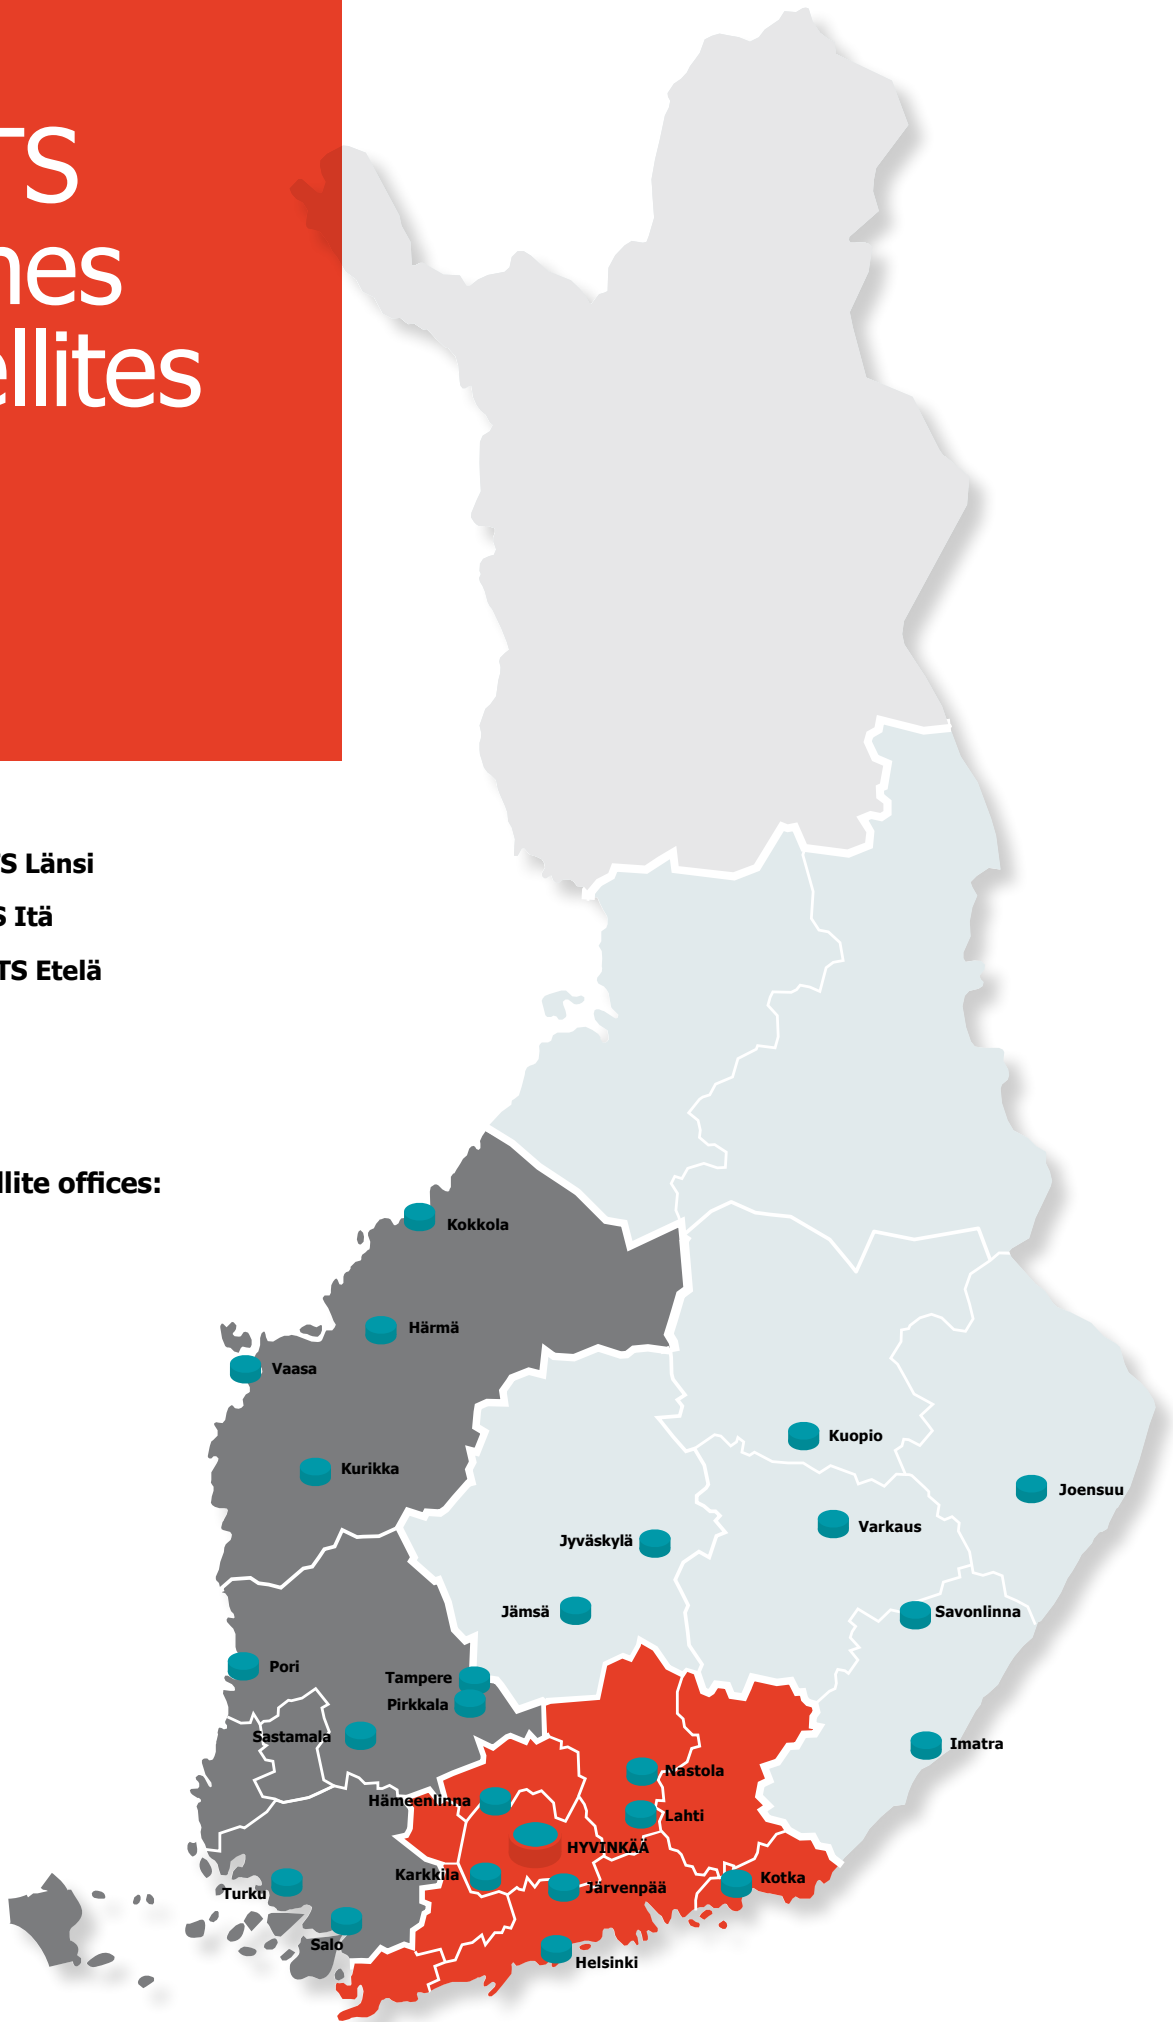 TS
nes
ellites
TS Länsi
S Itä
TS Etelä
llite offices:
Kokkola
Härmä
Vaasa
Kurikka
Kuopio
Joensuu
Varkaus
Jyväskylä
Jämsä
Savonlinna
Pori
Tampere
Pirkkala
Sastamala
Imatra
Nastola
Hämeenlinna
Lahti
HYVINKÄÄ
Karkkila
Järvenpää
Kotka
Turku
Salo
Helsinki